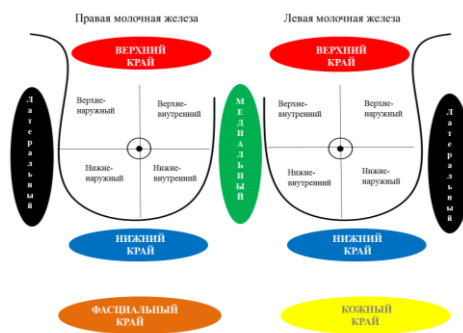 Правая молочная железа
Левая молочная железа
ВЕРХНИЙ
КРАЙ
ВЕРХНИЙ
КРАЙ
Латеральный
Верхне-
наружный
Верхне-
внутренний
МЕДИАЛЬНЫЙ
Верхне-
внутренний
Верхне-
наружный
Латеральный
Нижне-
наружный
Нижне-
внутренний
Нижне-
внутренний
Нижне-
наружный
НИЖНИЙ
КРАЙ
НИЖНИЙ
КРАЙ
ФАСЦИАЛЬНЫЙ
КРАЙ
КОЖНЫЙ
КРАЙ